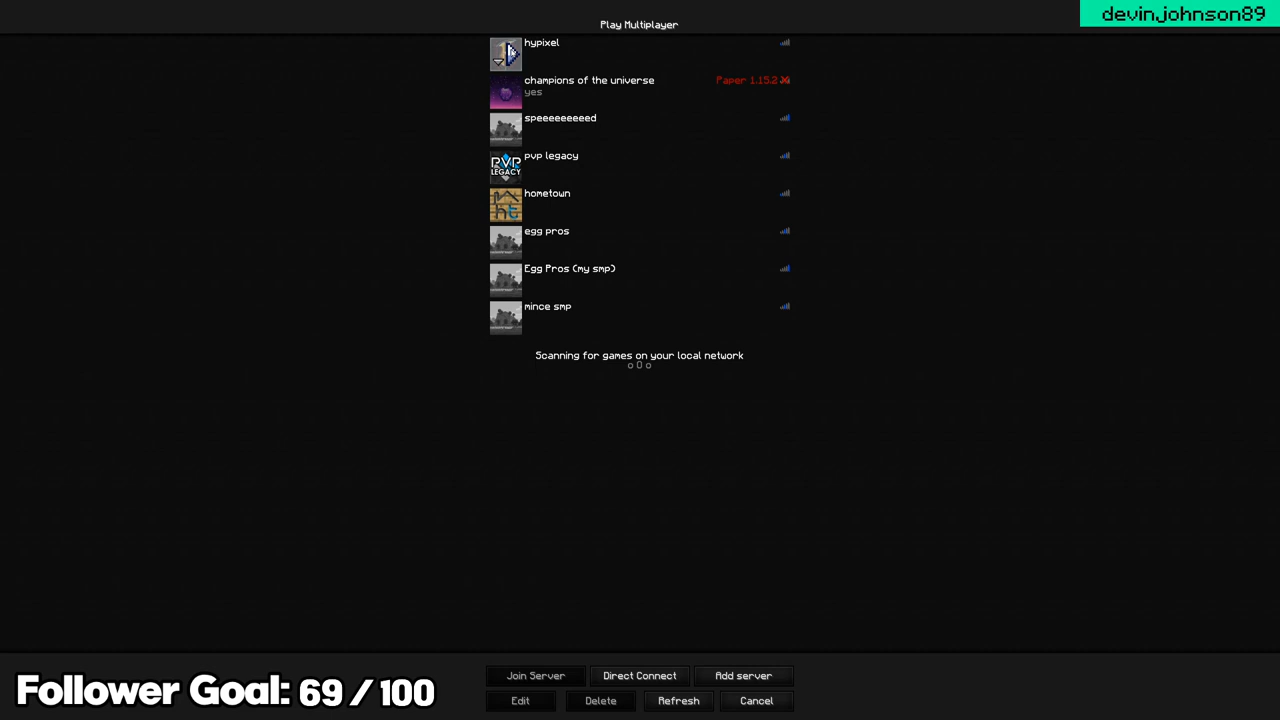 devinjohnson89
Play Multiplayer
hypixel
champions of the universe Paper 1.15.2
yes
speeeeeeeeed
pvp legacy
PVP
LEGACY
hometown
ht
egg pros
Egg Pros (my smp)
mince smp
Scanning for games on your local network
o O o
Join Server Direct Connect Add server
Edit Delete Refresh Cancel
Follower Goal: 69 / 100